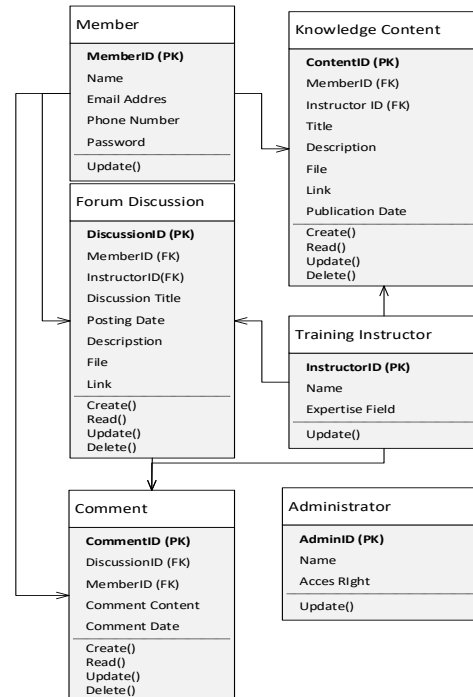 Member
MemberID (PK)
Name
Email Addres
Phone Number
Password
Update()
Knowledge Content
ContentID (PK)
MemberID (FK)
Instructor ID (FK)
Title
Description
File
Link
Publication Date
Create()
Read()
Update()
Delete()
Forum Discussion
DiscussionID (PK)
MemberID (FK)
InstructorID(FK)
Discussion Title
Posting Date
Descripstion
File
Link
Create()
Read()
Update()
Delete()
Training Instructor
InstructorID (PK)
Name
Expertise Field
Update()
Comment
CommentID (PK)
DiscussionID (FK)
MemberID (FK)
Comment Content
Comment Date
Create()
Read()
Update()
Delete()
Administrator
AdminID (PK)
Name
Acces RIght
Update()